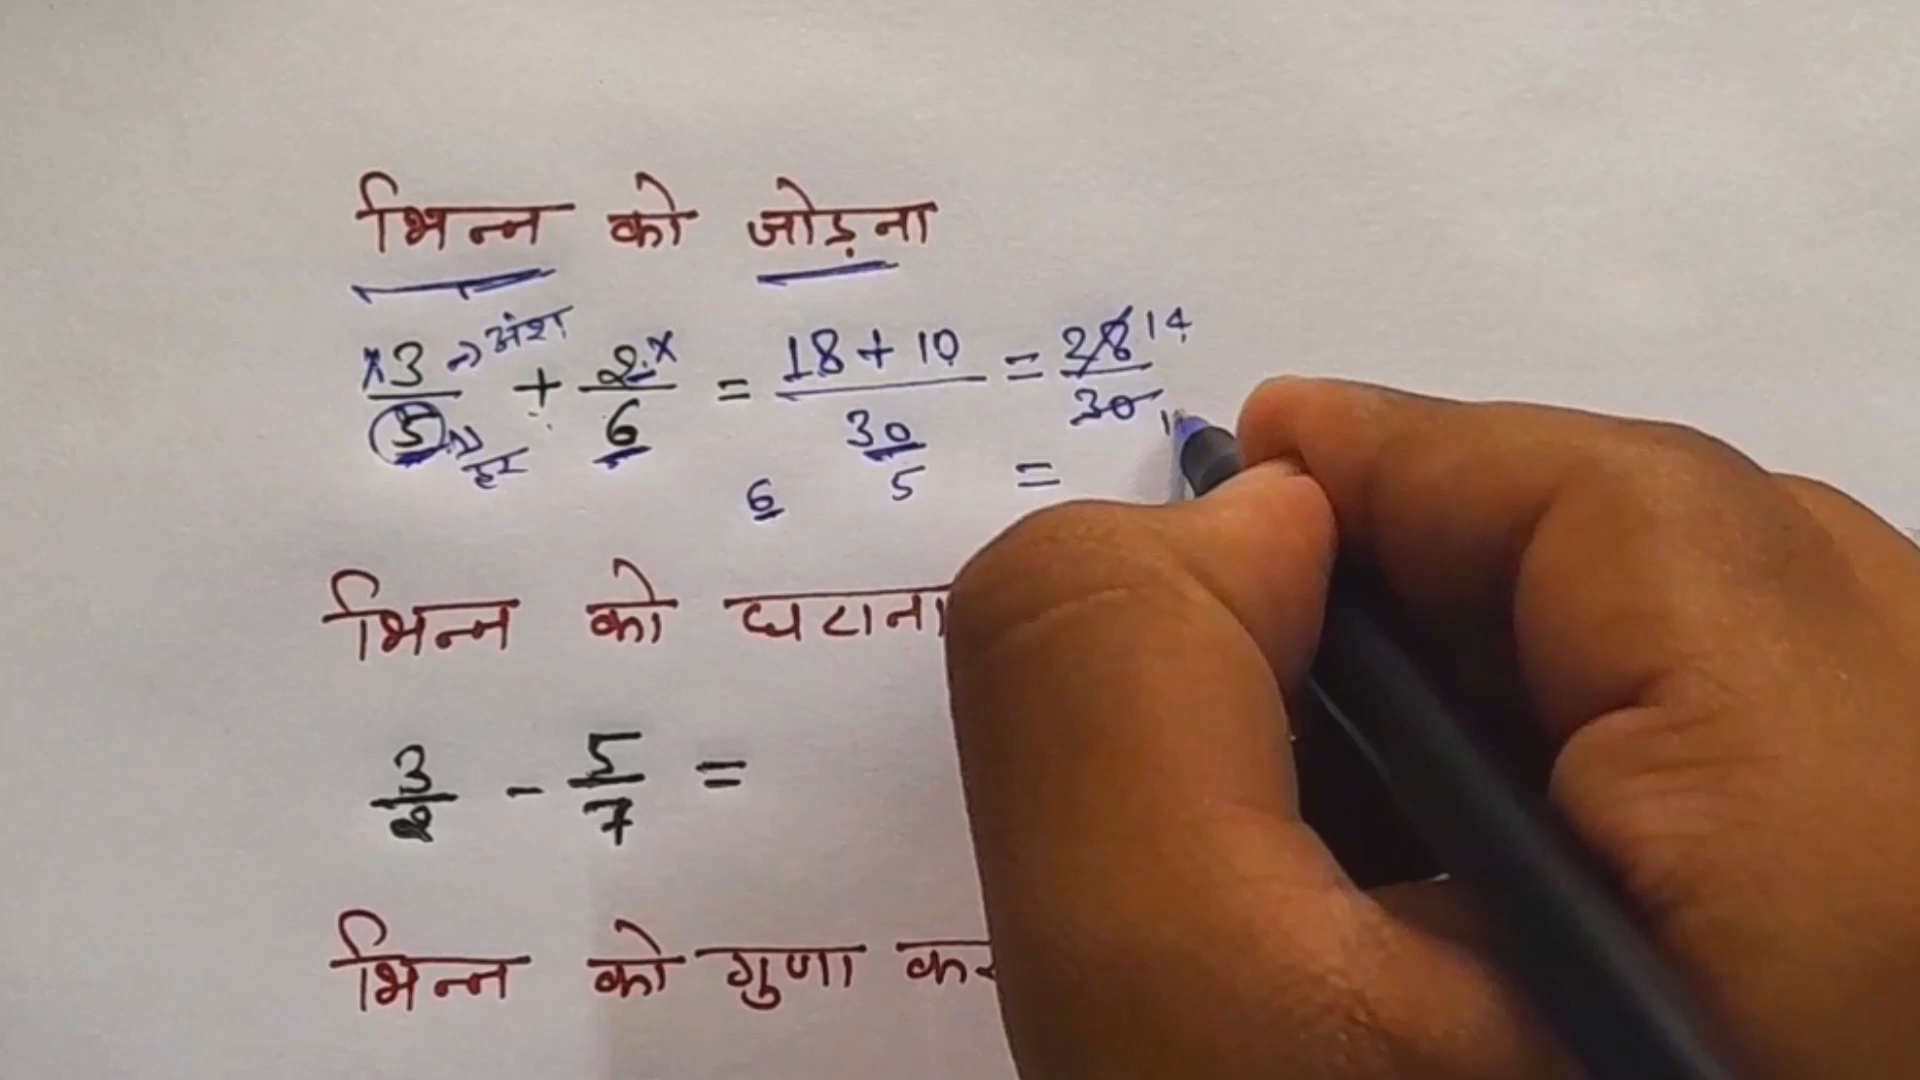 भिन्न को जोड़ना
×3/5 → अंश + 2×/6 = 18+10/30 = 28/30 14
→ हर
6 5 =
भिन्न को घटाना
3/2 - 5/7 =
भिन्न को गुणा